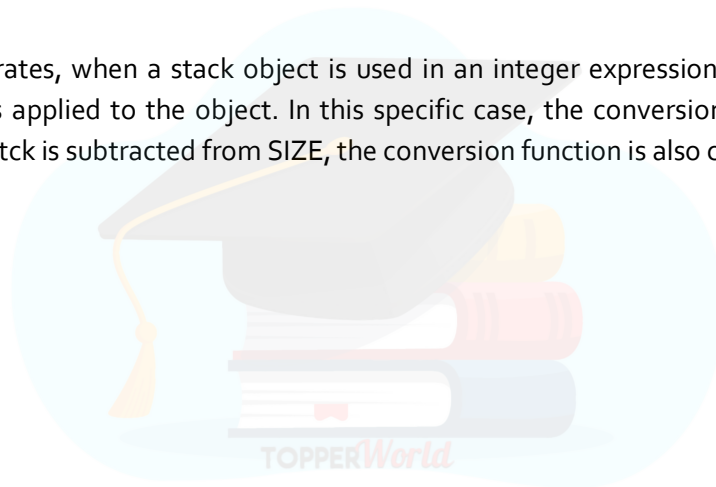 rates, when a stack object is used in an integer expression
s applied to the object. In this specific case, the conversion
tck is subtracted from SIZE, the conversion function is also c
TOPPERWorld